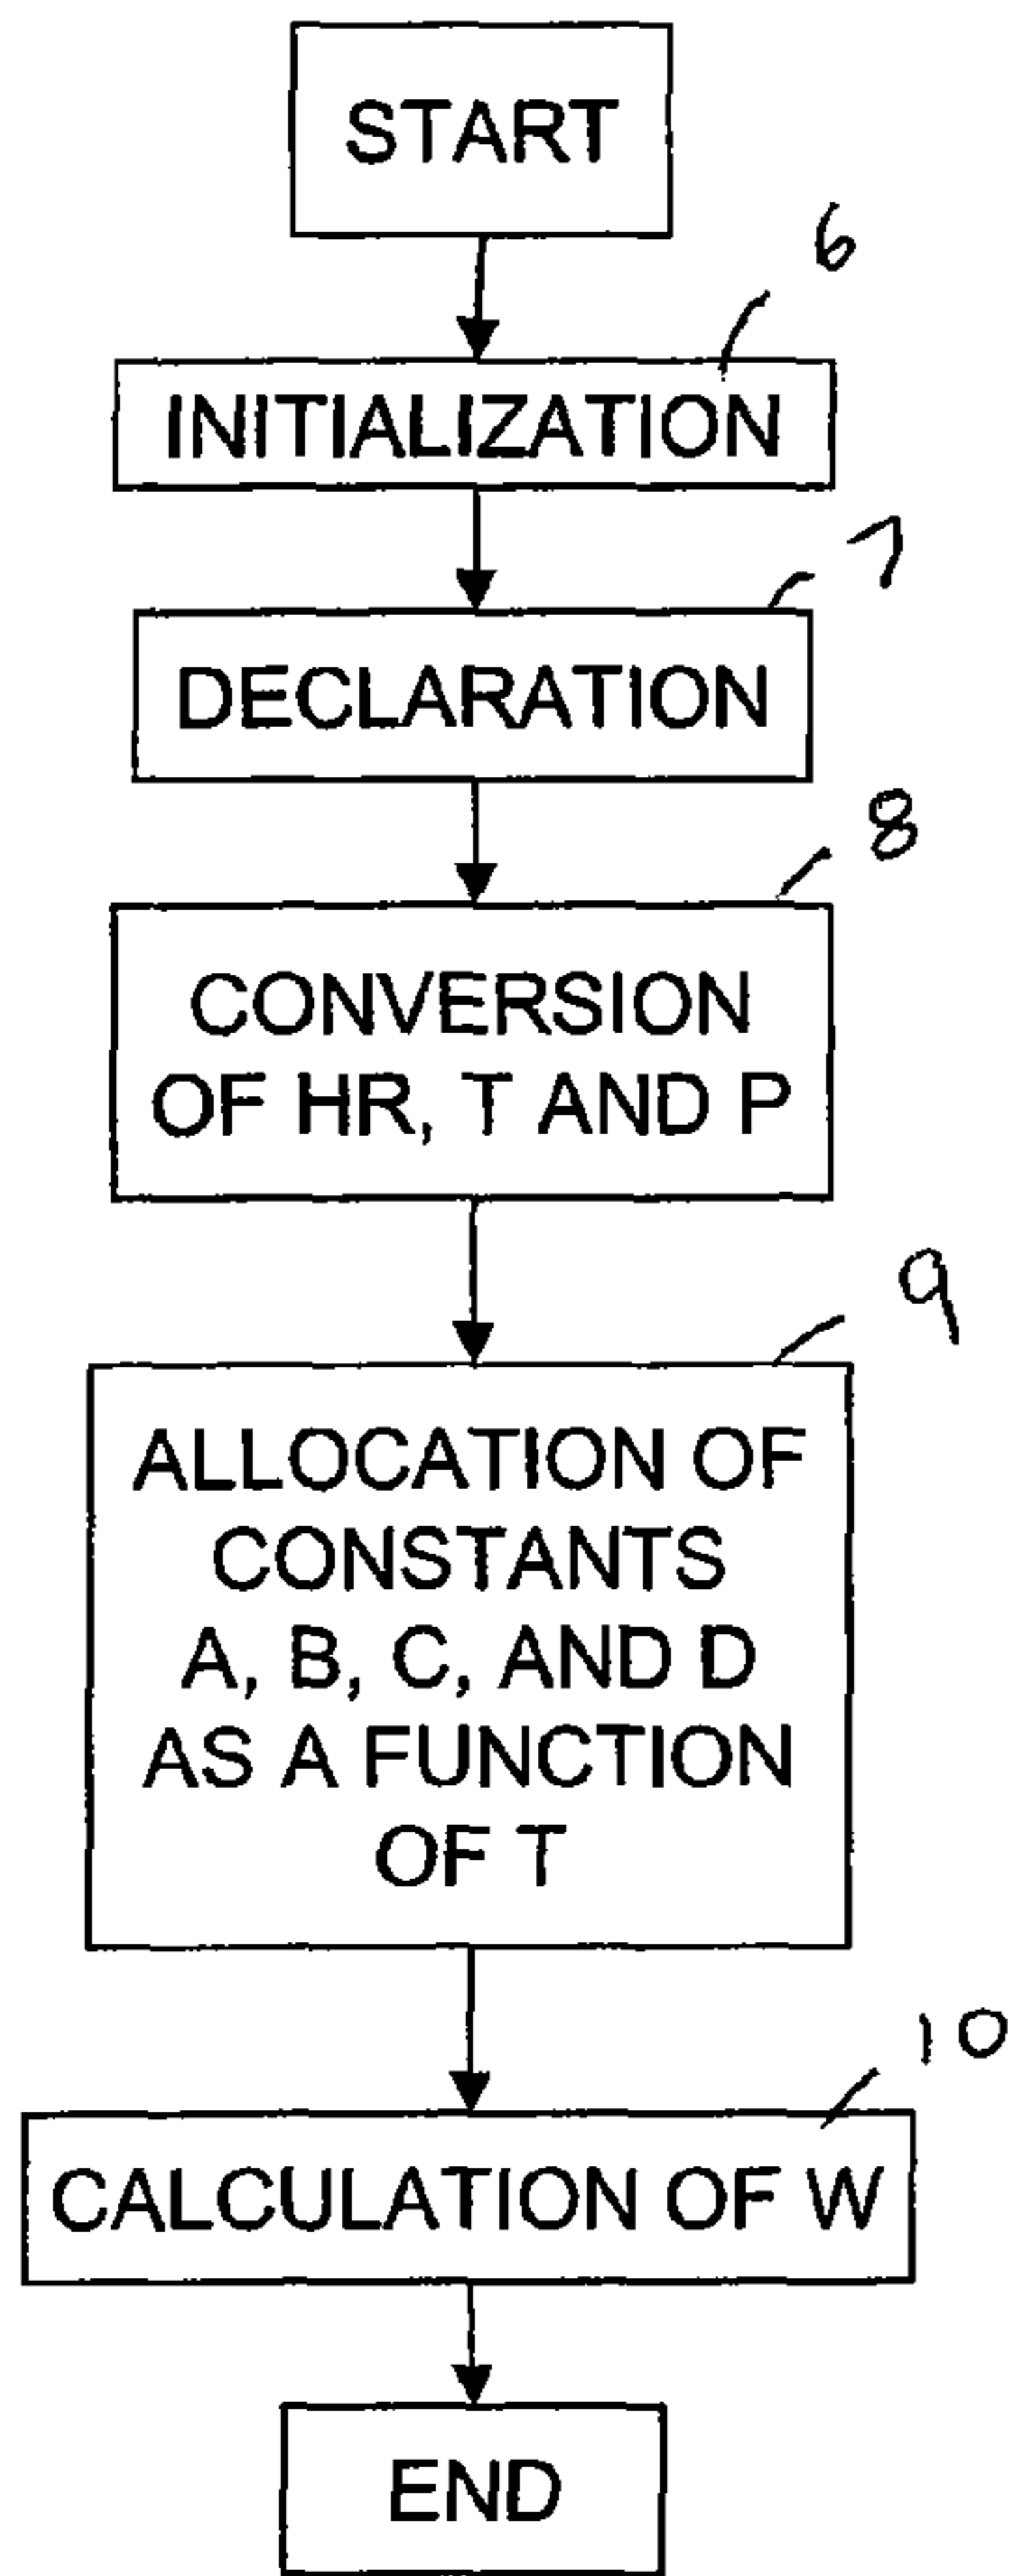 START
6
INITIALIZATION
7
DECLARATION
8
CONVERSION
OF HR, T AND P
9
ALLOCATION OF
CONSTANTS
A, B, C, AND D
AS A FUNCTION
OF T
10
CALCULATION OF W
END